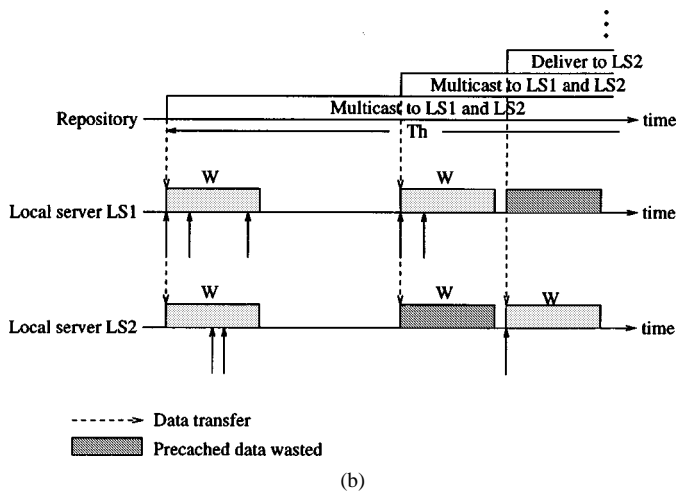 Deliver to LS2
Multicast to LS1 and LS2
Multicast to LS1 and LS2
Repository
time
Th
W
W
Local server LS1
time
W
W
W
Local server LS2
time
Data transfer
Precached data wasted
(b)